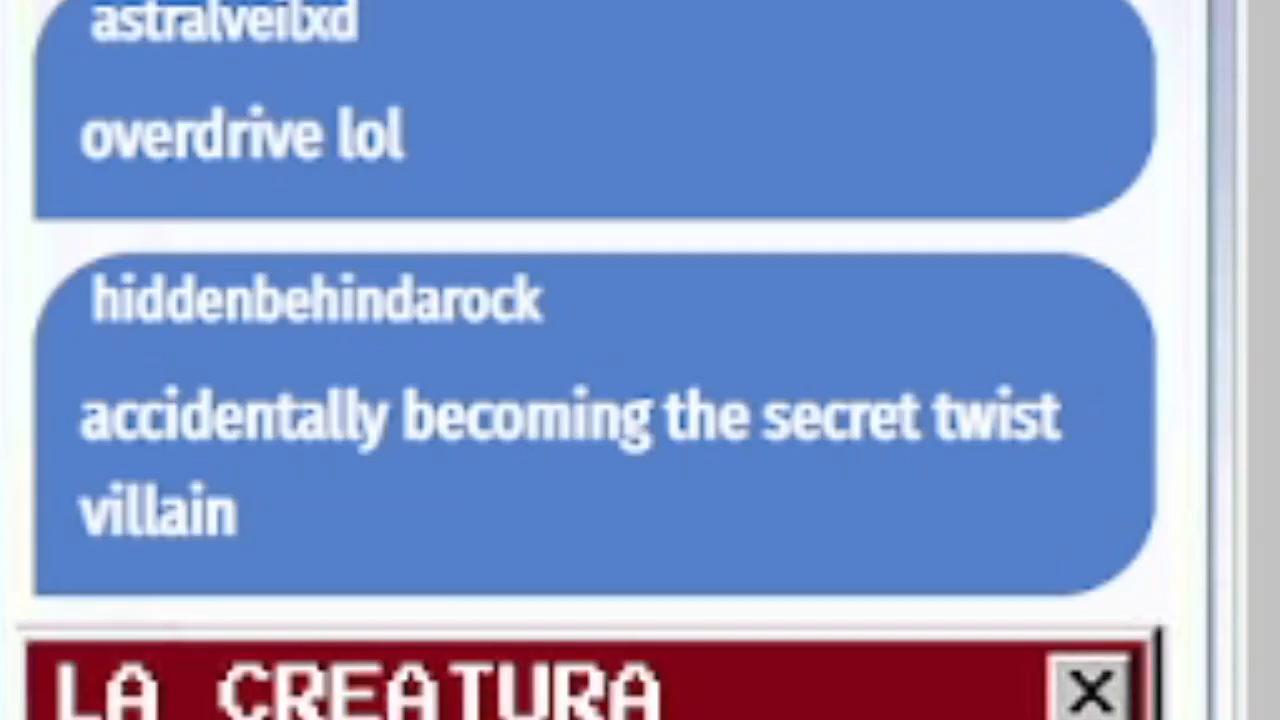 astralveilxd
overdrive lol
hiddenbehindarock
accidentally becoming the secret twist
villain
LA CREATURA
X